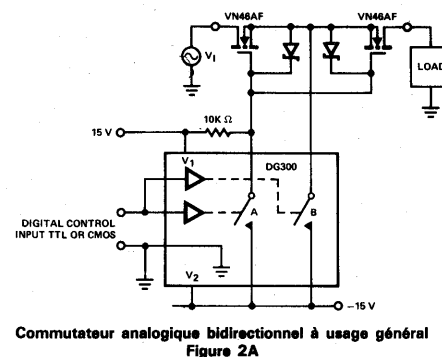 VN46AF
VN46AF
VI
LOAD
10K Ω
15 V
V1
DG300
A
B
DIGITAL CONTROL
INPUT TTL OR CMOS
V2
−15 V
Commutateur analogique bidirectionnel à usage général
Figure 2A